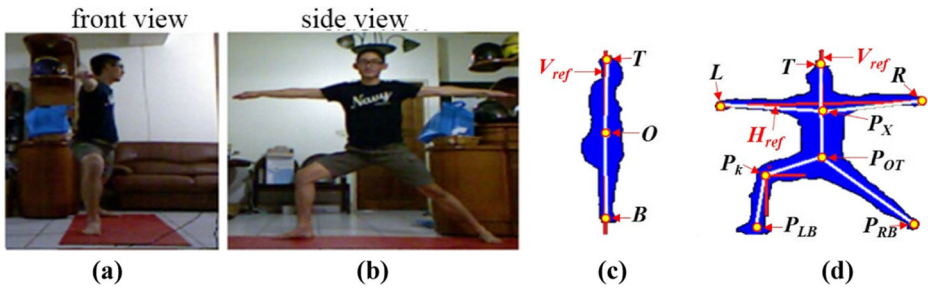 front view
side view
Navy
V_ref
T
O
B
T
V_ref
L
R
H_ref
P_X
P_k
P_OT
P_LB
P_RB
(a)
(b)
(c)
(d)